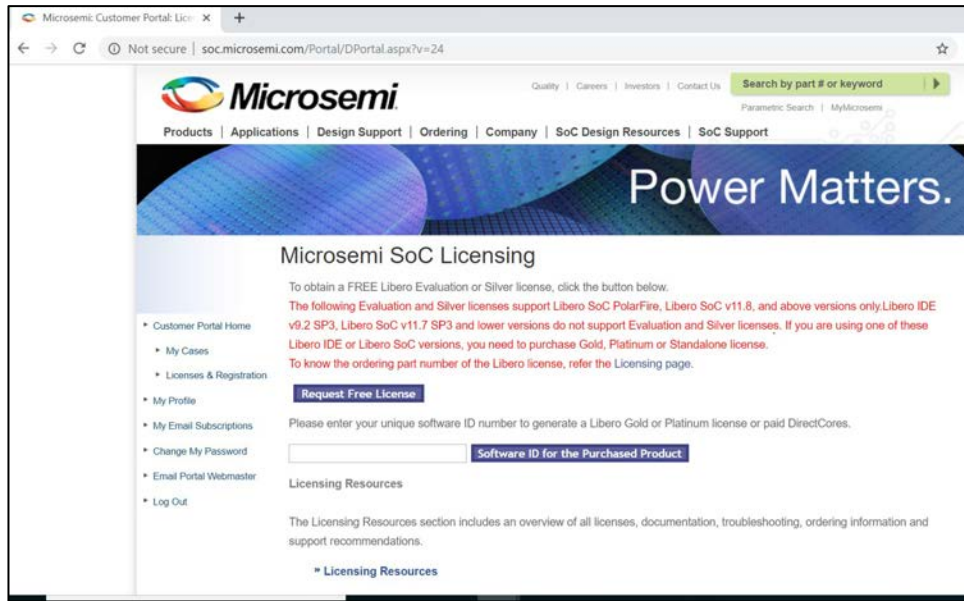 Microsemi: Customer Portal: Lice
Not secure | soc.microsemi.com/Portal/DPortal.aspx?v=24
Microsemi
Quality | Careers | Investors | Contact Us
Search by part # or keyword
Parametric Search | MyMicrosemi
Products | Applications | Design Support | Ordering | Company | SoC Design Resources | SoC Support
Power Matters.
Customer Portal Home
My Cases
Licenses & Registration
My Profile
My Email Subscriptions
Change My Password
Email Portal Webmaster
Log Out
Microsemi SoC Licensing
To obtain a FREE Libero Evaluation or Silver license, click the button below.
The following Evaluation and Silver licenses support Libero SoC PolarFire, Libero SoC v11.8, and above versions only.Libero IDE
v9.2 SP3, Libero SoC v11.7 SP3 and lower versions do not support Evaluation and Silver licenses. If you are using one of these
Libero IDE or Libero SoC versions, you need to purchase Gold, Platinum or Standalone license.
To know the ordering part number of the Libero license, refer the Licensing page.
Request Free License
Please enter your unique software ID number to generate a Libero Gold or Platinum license or paid DirectCores.
Software ID for the Purchased Product
Licensing Resources
The Licensing Resources section includes an overview of all licenses, documentation, troubleshooting, ordering information and
support recommendations.
» Licensing Resources